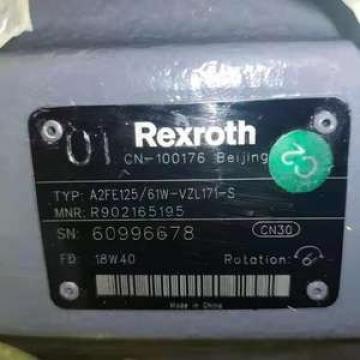 01
Rexroth
CN-100176 Beijing
TYP: A2FE125/61W-VZL171-S
MNR: R902165195
SN: 60996678
CN30
FD: 18W40
Rotation:
Made in China